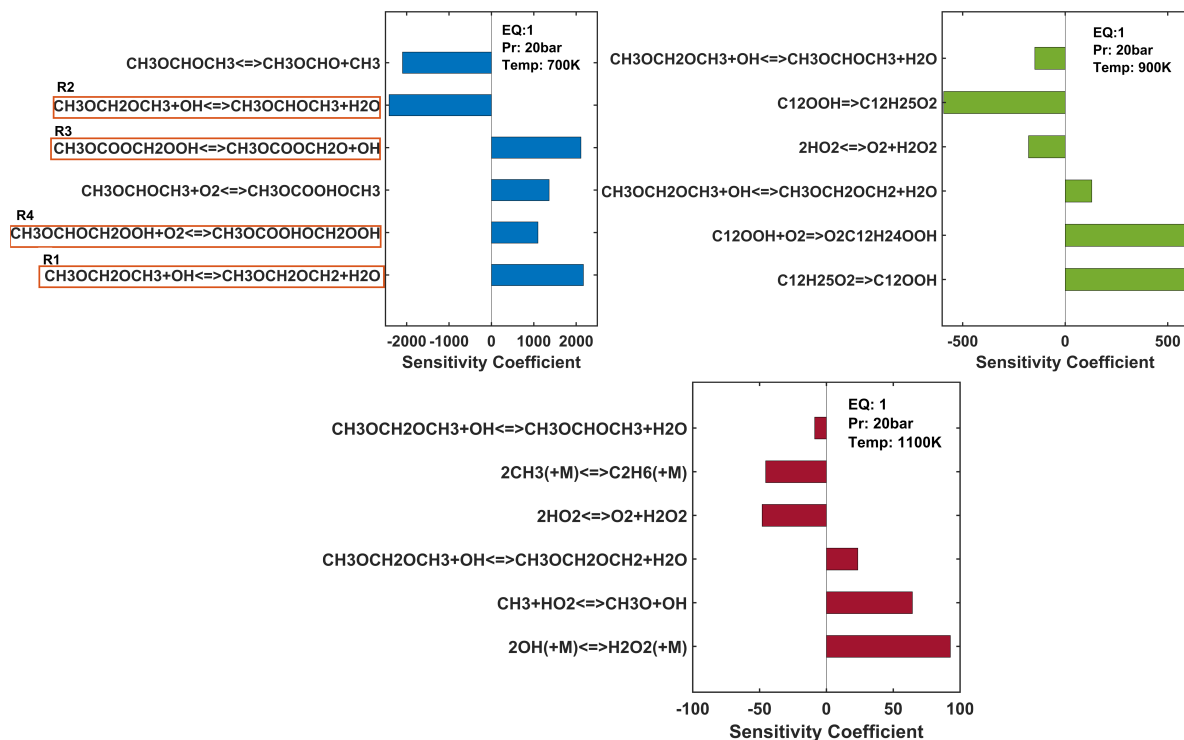 EQ:1
Pr: 20bar
Temp: 700K
CH3OCHOCH3<=>CH3OCHO+CH3
R2
CH3OCH2OCH3+OH<=>CH3OCHOCH3+H2O
R3
CH3OCOOCH2OOH<=>CH3OCOOCH2O+OH
CH3OCHOCH3+O2<=>CH3OCOOHOCH3
R4
CH3OCHOCH2OOH+O2<=>CH3OCOOHOCH2OOH
R1
CH3OCH2OCH3+OH<=>CH3OCH2OCH2+H2O
-2000 -1000 0 1000 2000
Sensitivity Coefficient
EQ:1
Pr: 20bar
Temp: 900K
CH3OCH2OCH3+OH<=>CH3OCHOCH3+H2O
C12OOH=>C12H25O2
2HO2<=>O2+H2O2
CH3OCH2OCH3+OH<=>CH3OCH2OCH2+H2O
C12OOH+O2=>O2C12H24OOH
C12H25O2=>C12OOH
-500 0 500
Sensitivity Coefficient
EQ: 1
Pr: 20bar
Temp: 1100K
CH3OCH2OCH3+OH<=>CH3OCHOCH3+H2O
2CH3(+M)<=>C2H6(+M)
2HO2<=>O2+H2O2
CH3OCH2OCH3+OH<=>CH3OCH2OCH2+H2O
CH3+HO2<=>CH3O+OH
2OH(+M)<=>H2O2(+M)
-100 -50 0 50 100
Sensitivity Coefficient